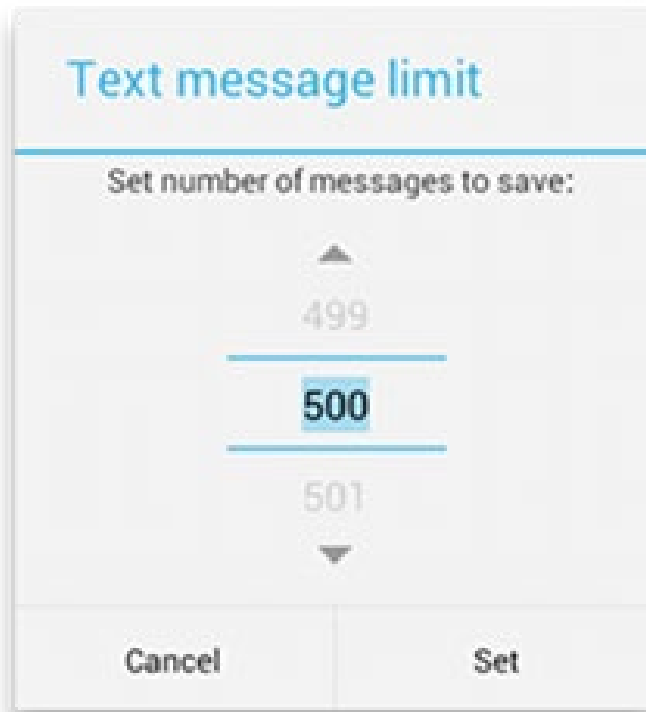 Text message limit
Set number of messages to save:
499
500
501
Cancel Set